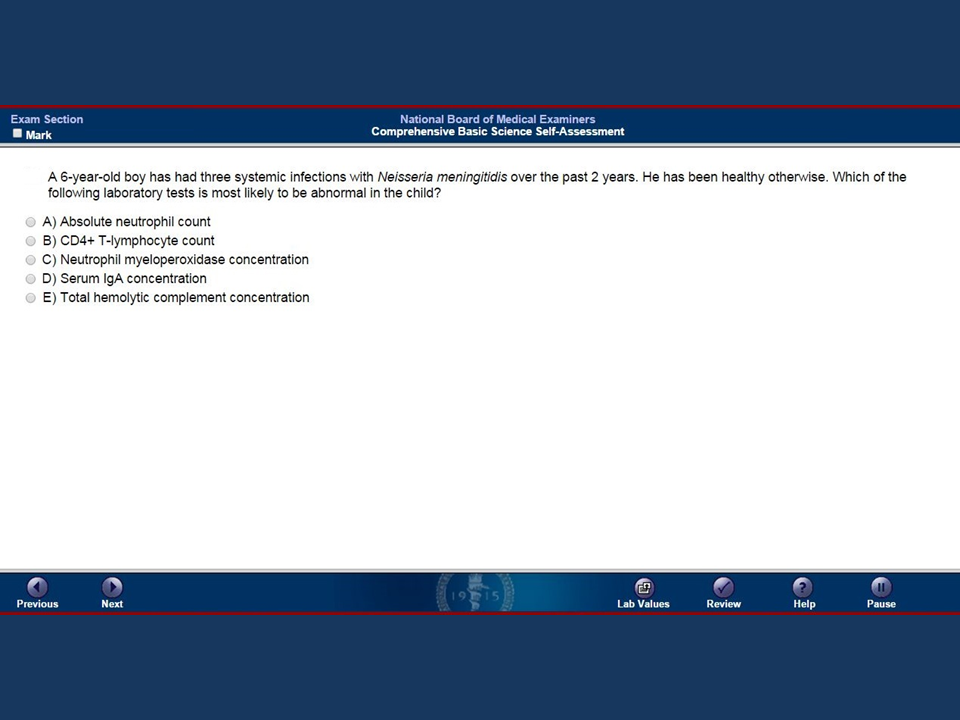 Exam Section
Mark
National Board of Medical Examiners
Comprehensive Basic Science Self-Assessment
A 6-year-old boy has had three systemic infections with Neisseria meningitidis over the past 2 years. He has been healthy otherwise. Which of the
following laboratory tests is most likely to be abnormal in the child?
A) Absolute neutrophil count
B) CD4+ T-lymphocyte count
C) Neutrophil myeloperoxidase concentration
D) Serum IgA concentration
E) Total hemolytic complement concentration
19 15
Previous
Next
Lab Values
Review
Help
Pause